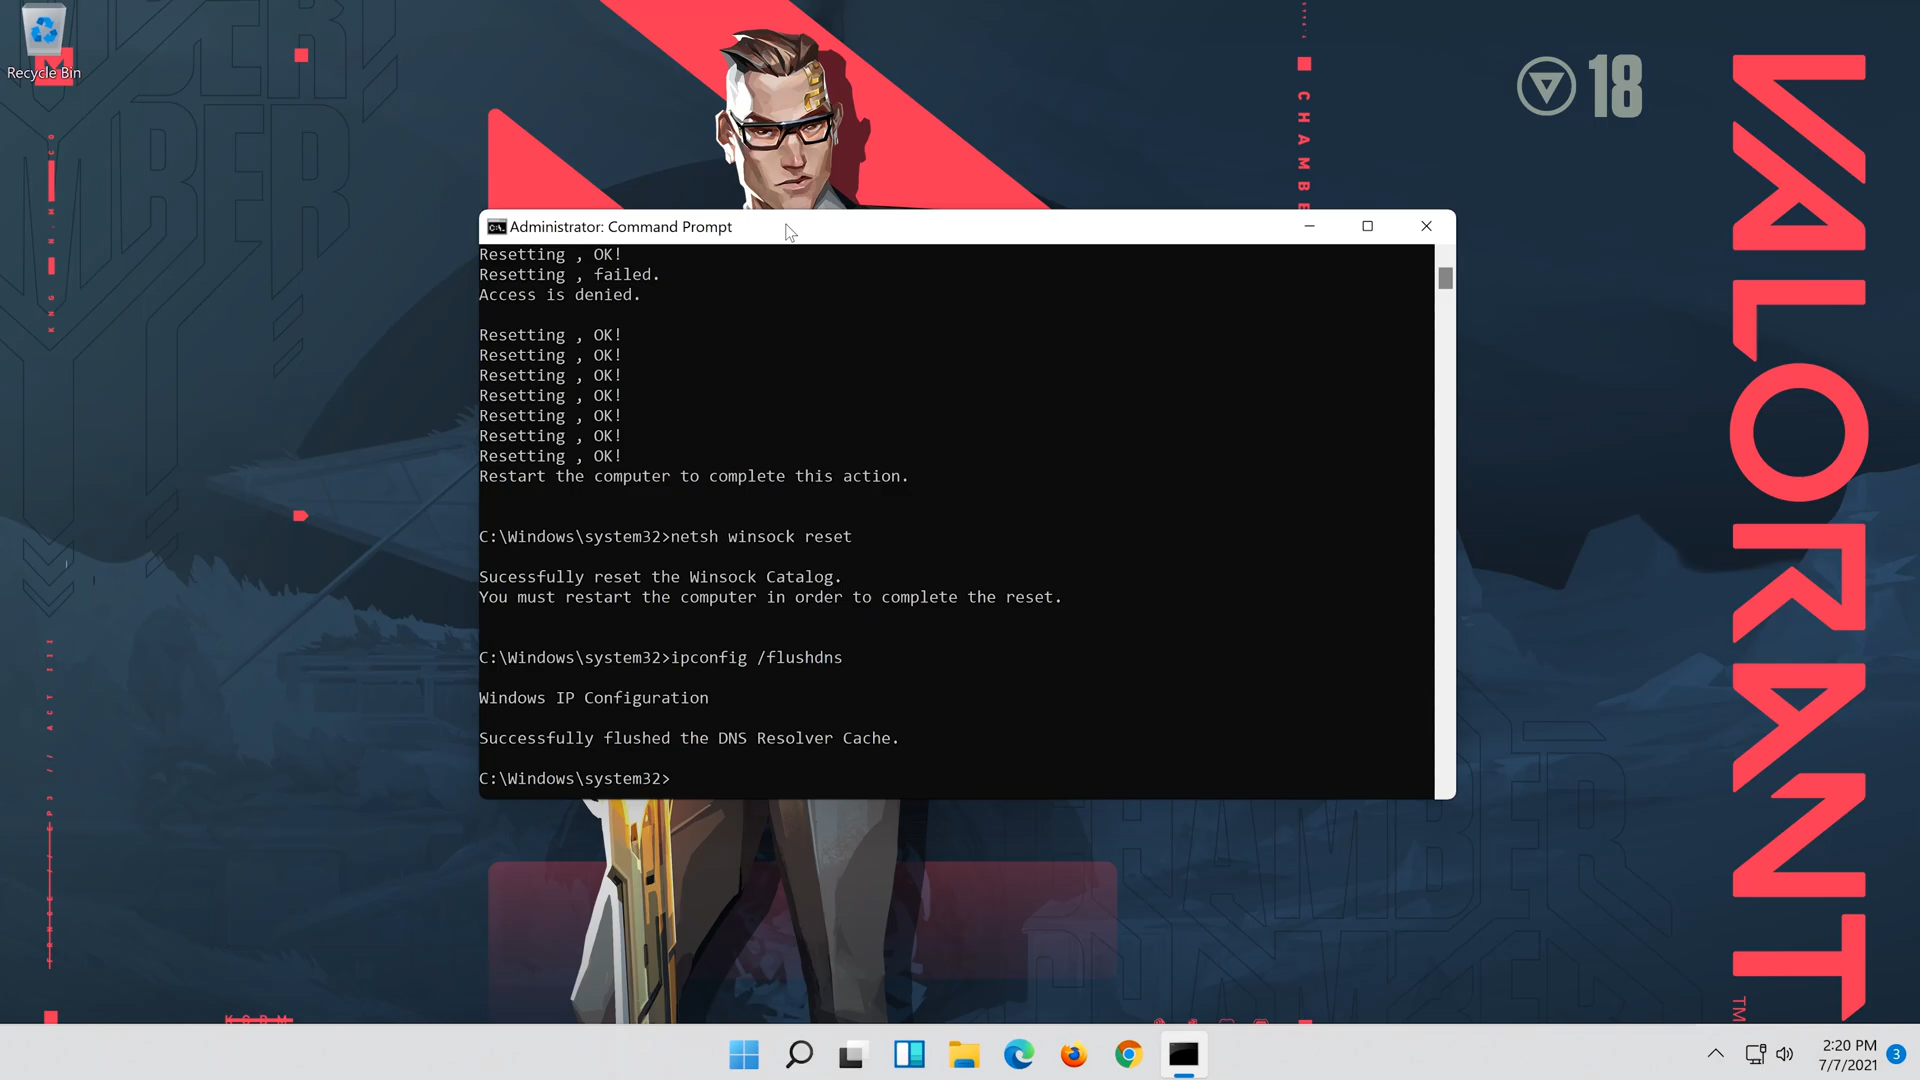 Recycle Bin
18
CHAMBE
VALORANT
TM
Administrator: Command Prompt
Resetting , OK!
Resetting , failed.
Access is denied.
Resetting , OK!
Resetting , OK!
Resetting , OK!
Resetting , OK!
Resetting , OK!
Resetting , OK!
Resetting , OK!
Restart the computer to complete this action.
C:\Windows\system32>netsh winsock reset
Sucessfully reset the Winsock Catalog.
You must restart the computer in order to complete the reset.
C:\Windows\system32>ipconfig /flushdns
Windows IP Configuration
Successfully flushed the DNS Resolver Cache.
C:\Windows\system32>
2:20 PM
7/7/2021
3